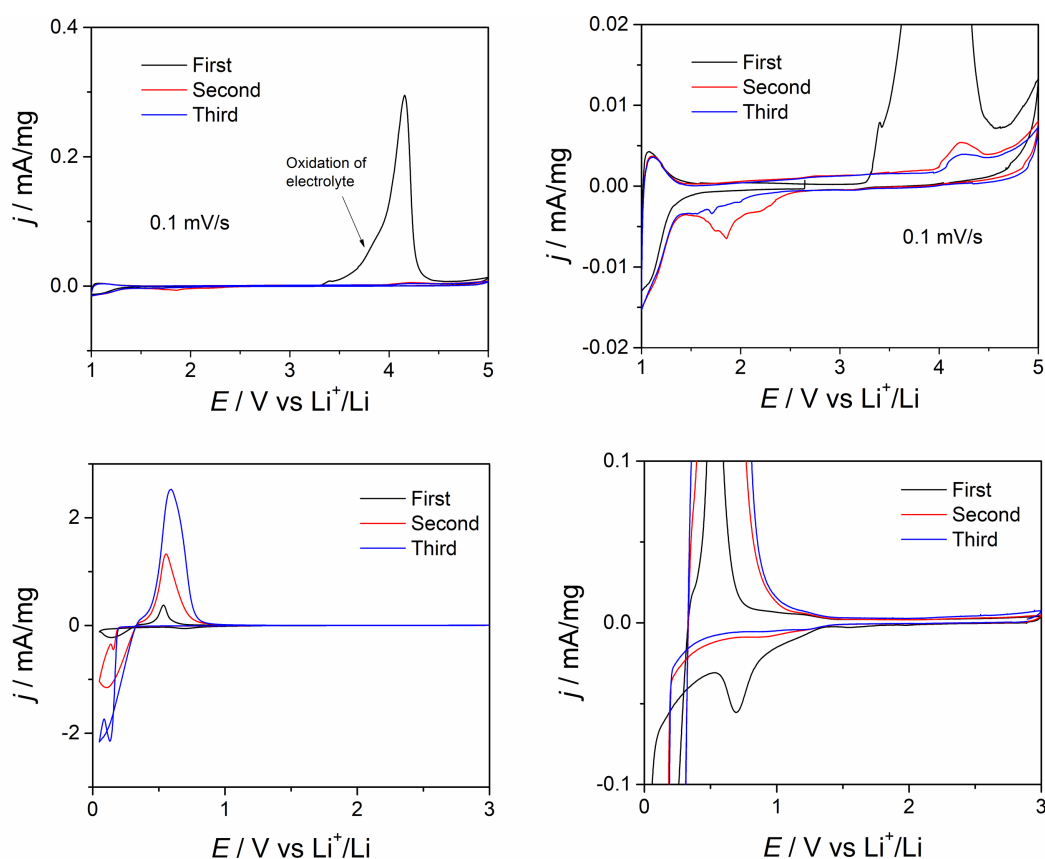 0.4
0.2
0.0
j / mA/mg
First
Second
Third
Oxidation of
electrolyte
0.1 mV/s
1 2 3 4 5
E / V vs Li⁺/Li
0.02
0.01
0.00
-0.01
-0.02
j / mA/mg
First
Second
Third
0.1 mV/s
1 2 3 4 5
E / V vs Li⁺/Li
2
0
-2
j / mA/mg
First
Second
Third
0 1 2 3
E / V vs Li⁺/Li
0.1
0.0
-0.1
j / mA/mg
First
Second
Third
0 1 2 3
E / V vs Li⁺/Li